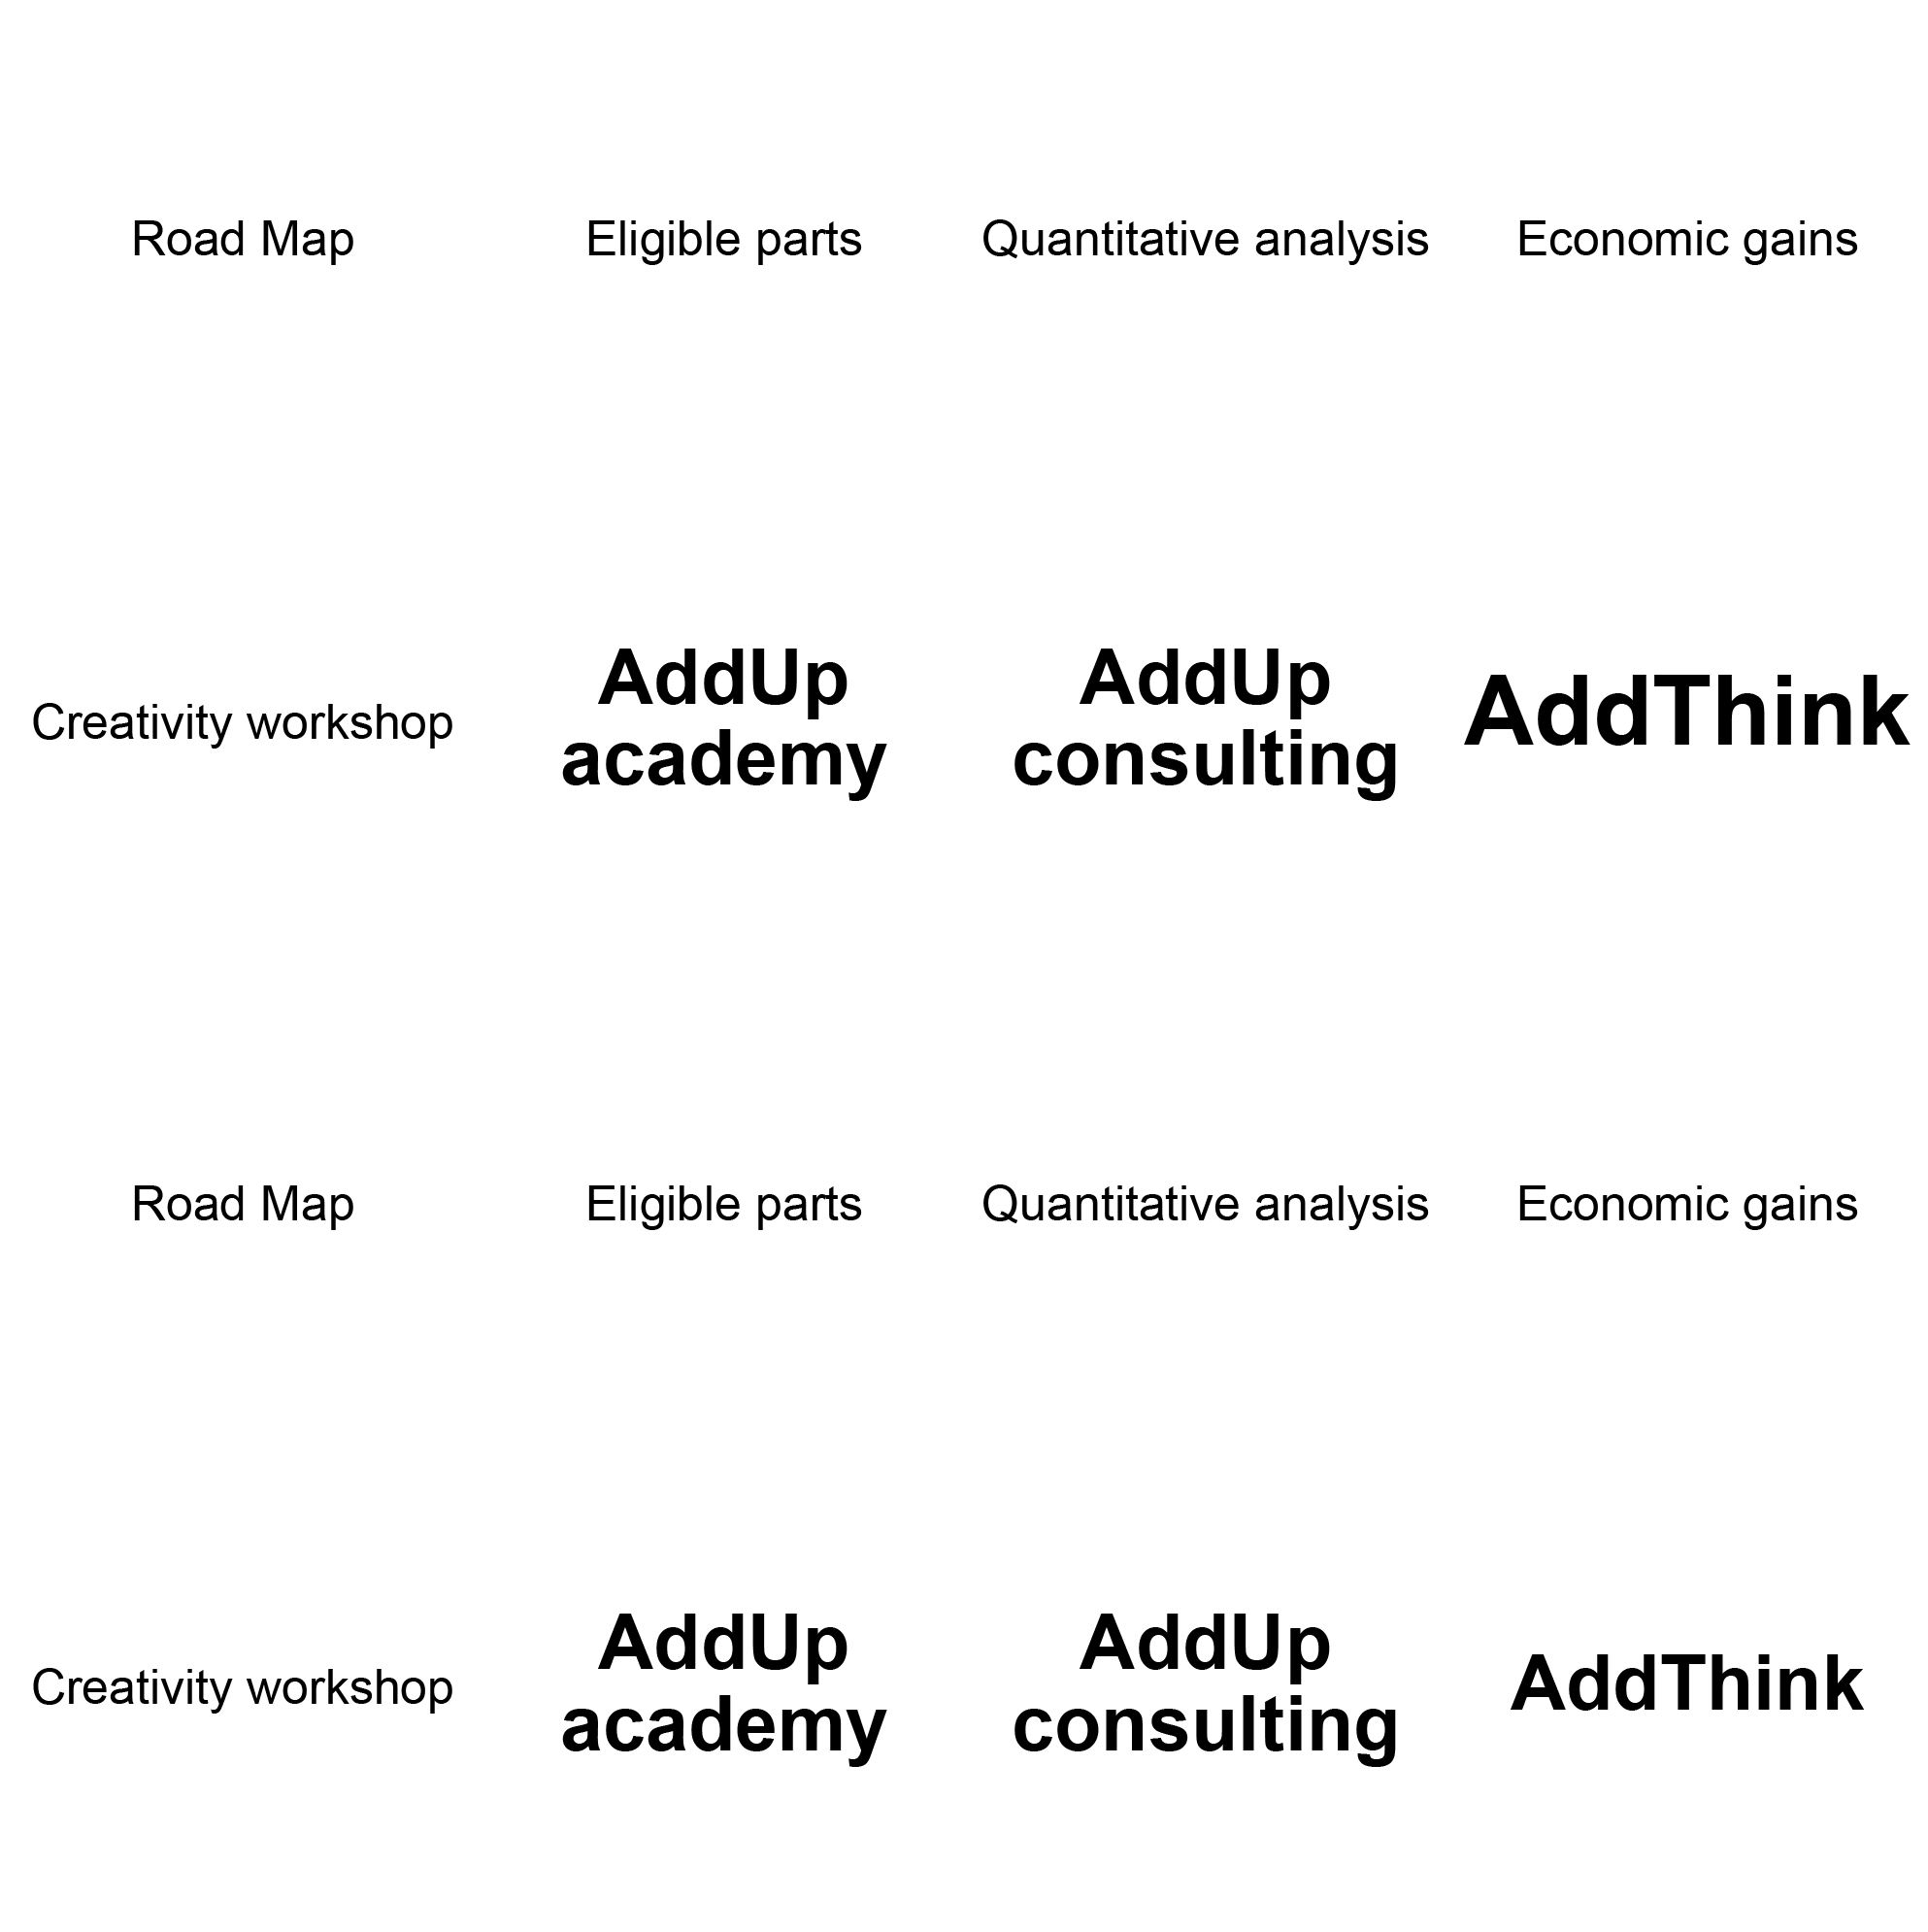 Road Map
Eligible parts
Quantitative analysis
Economic gains
Creativity workshop
AddUp
academy
AddUp
consulting
AddThink
Road Map
Eligible parts
Quantitative analysis
Economic gains
Creativity workshop
AddUp
academy
AddUp
consulting
AddThink